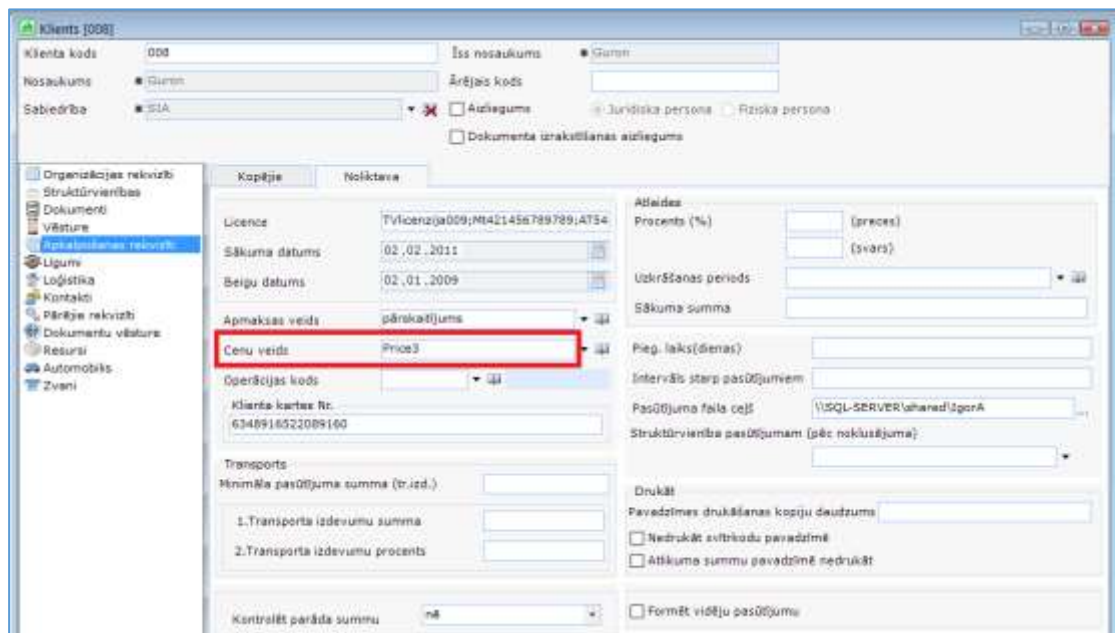 Klients [008]
Klienta kods 008 Īss nosaukums Guron
Nosaukums Guron Ārējais kods
Sabiedrība SIA Aizliegums Juridiska persona Fiziska persona
Dokumenta izrakstīšanas aizliegums
Organizācijas rekvizīti
Struktūrvienības
Dokumenti
Vēsture
Apkalpošanas rekvizīti
Līgumi
Loģistika
Kontakti
Pārējie rekvizīti
Dokumentu vēsture
Resursi
Automobiļs
Zvani
Kopējie Noliktava
Licence TVlicenzija009;Mt421456789789;AT54
Sākuma datums 02.02.2011
Beigu datums 02.01.2009
Apmaksas veids pārskaitījums
Cenu veids Price3
Operācijas kods
Klienta kartes Nr.
6348916522089160
Transports
Minimāla pasūtījuma summa (tr.izd.)
1.Transporta izdevumu summa
2.Transporta izdevumu procents
Kontrolēt parāda summu nē
Atlaides
Procents (%) (preces)
(svars)
Uzkrāšanas periods
Sākuma summa
Pieg. laiks(dienas)
Intervāls starp pasūtījumiem
Pasūtījuma faila ceļš \\SQL-SERVER\shared\IgorA ...
Struktūrvienība pasūtījumam (pēc noklusējuma)
Drukāt
Pavadzīmes drukāšanas kopiju daudzums
Nedrukāt svītrkodu pavadzīmē
Atlikuma summu pavadzīmē nedrukāt
Formēt vidēju pasūtījumu